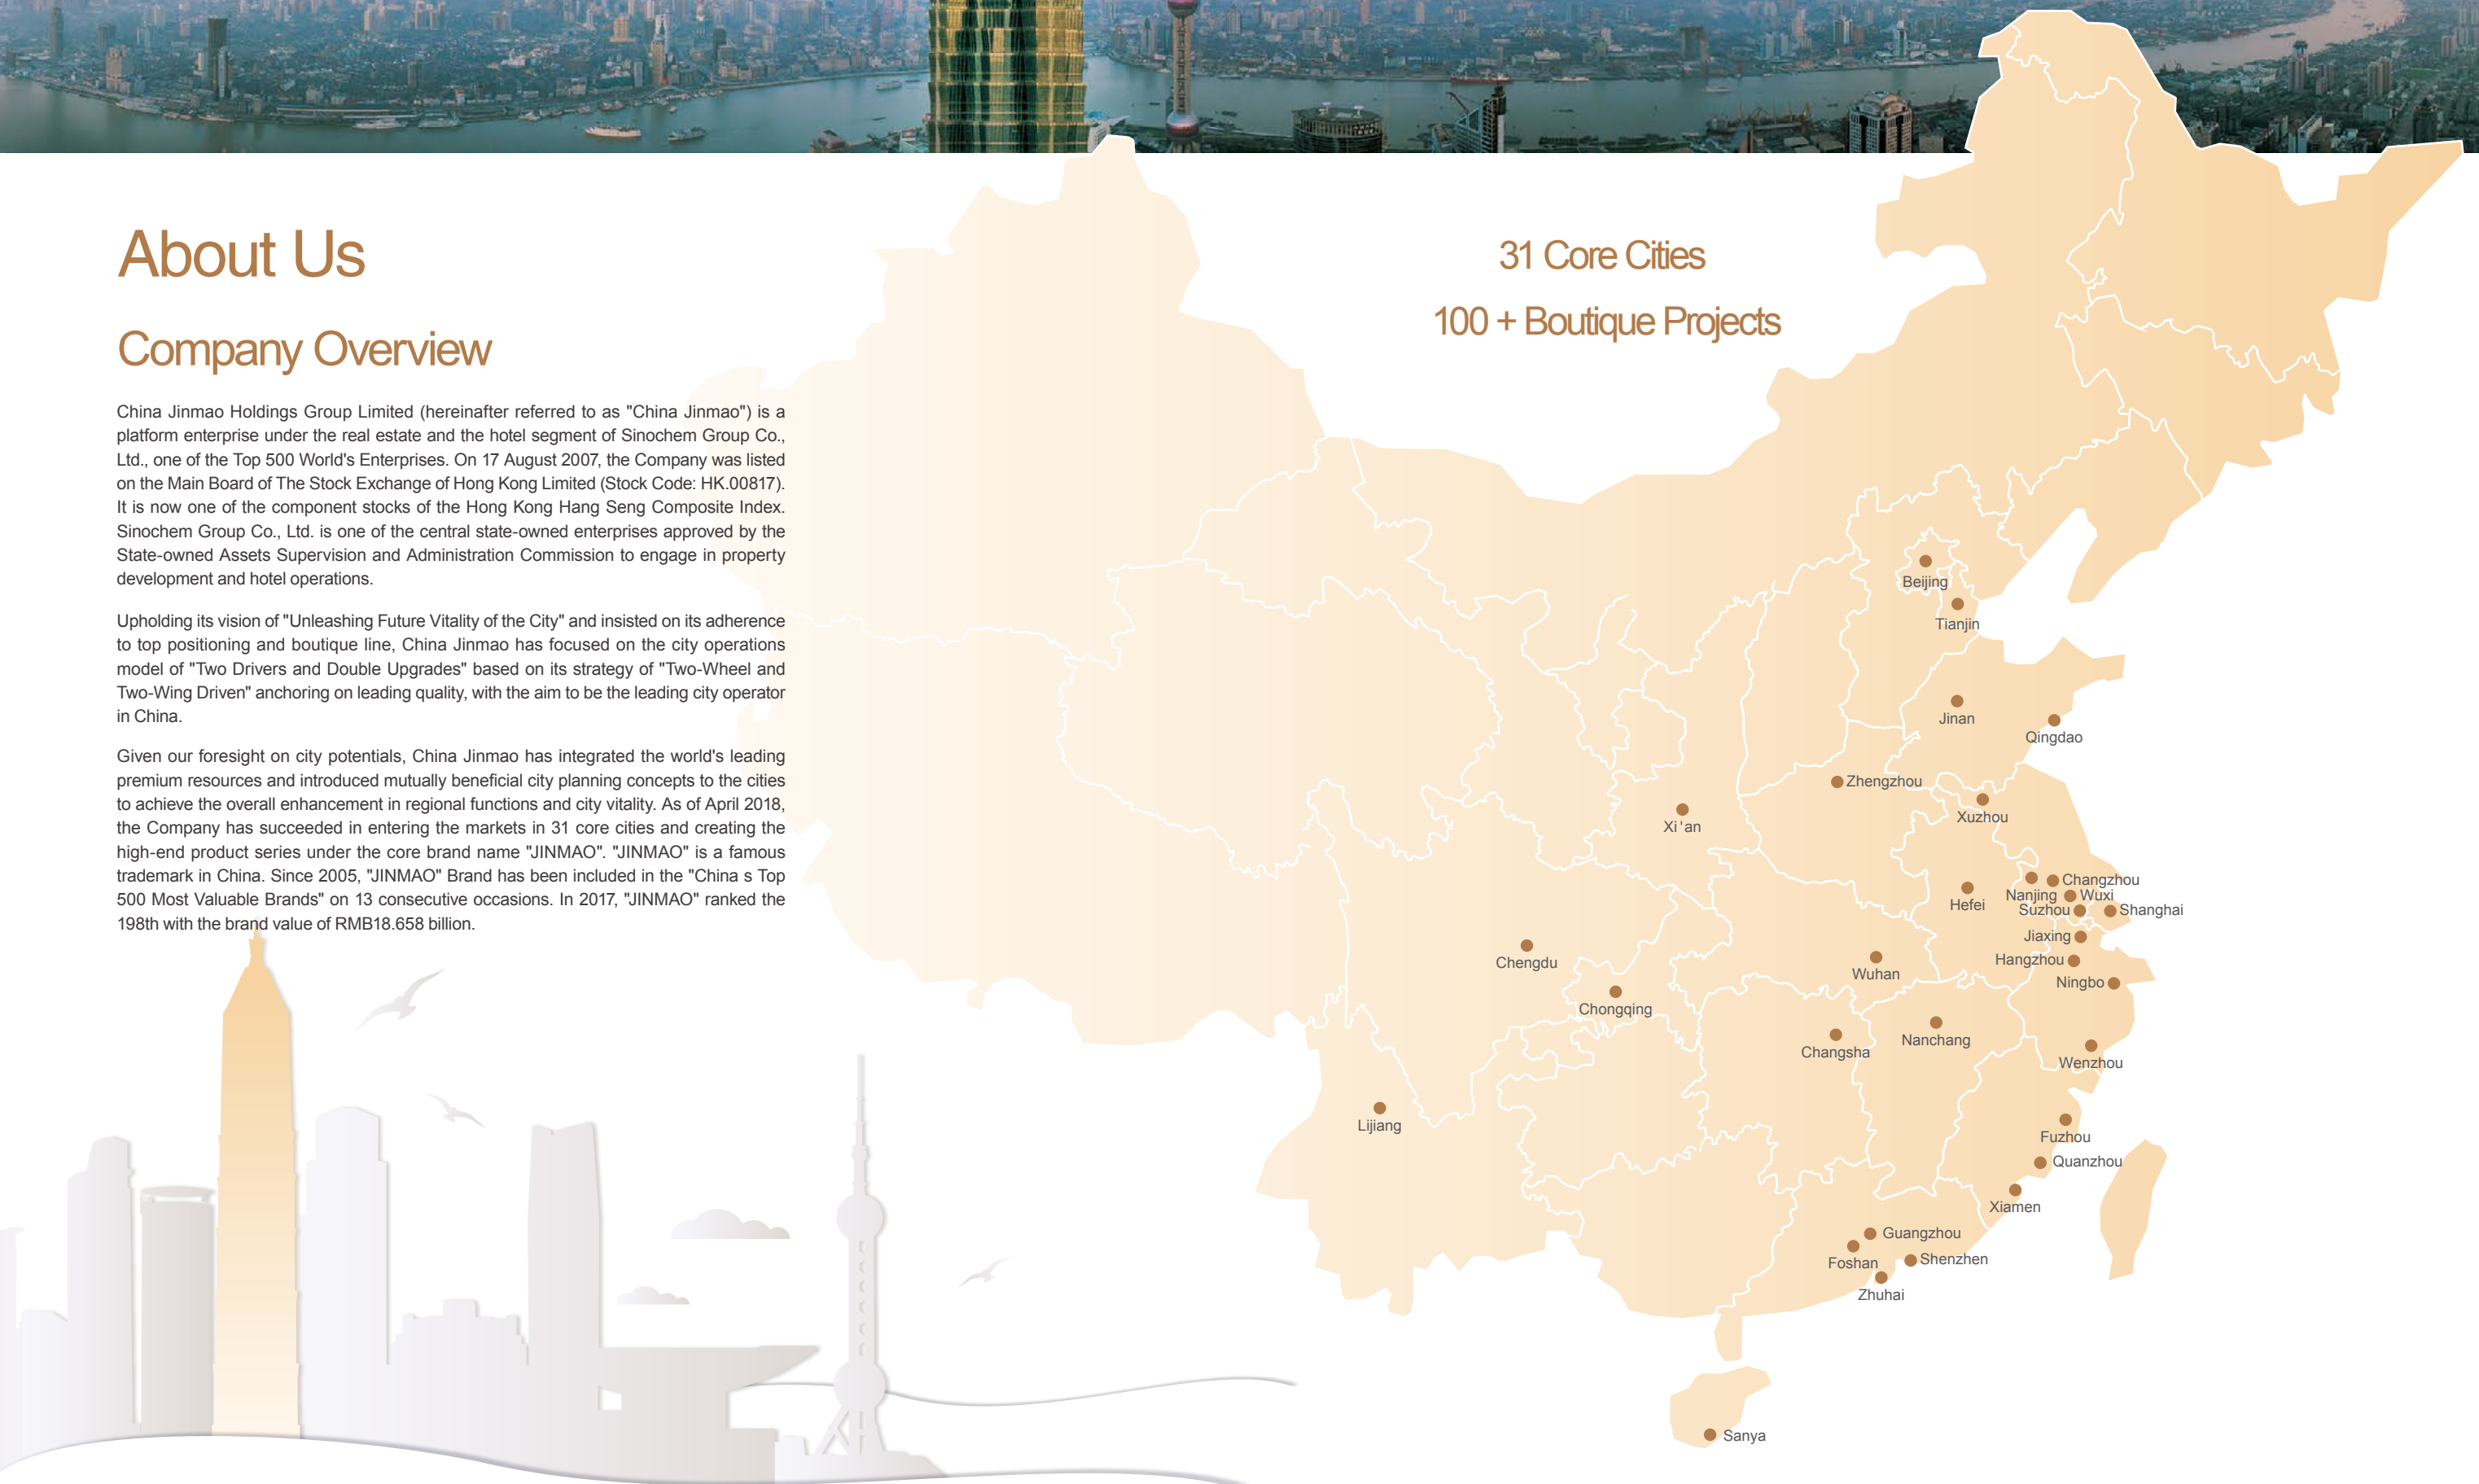 About Us
Company Overview
China Jinmao Holdings Group Limited (hereinafter referred to as "China Jinmao") is a
platform enterprise under the real estate and the hotel segment of Sinochem Group Co.,
Ltd., one of the Top 500 World's Enterprises. On 17 August 2007, the Company was listed
on the Main Board of The Stock Exchange of Hong Kong Limited (Stock Code: HK.00817).
It is now one of the component stocks of the Hong Kong Hang Seng Composite Index.
Sinochem Group Co., Ltd. is one of the central state-owned enterprises approved by the
State-owned Assets Supervision and Administration Commission to engage in property
development and hotel operations.
Upholding its vision of "Unleashing Future Vitality of the City" and insisted on its adherence
to top positioning and boutique line, China Jinmao has focused on the city operations
model of "Two Drivers and Double Upgrades" based on its strategy of "Two-Wheel and
Two-Wing Driven" anchoring on leading quality, with the aim to be the leading city operator
in China.
Given our foresight on city potentials, China Jinmao has integrated the world's leading
premium resources and introduced mutually beneficial city planning concepts to the cities
to achieve the overall enhancement in regional functions and city vitality. As of April 2018,
the Company has succeeded in entering the markets in 31 core cities and creating the
high-end product series under the core brand name "JINMAO". "JINMAO" is a famous
trademark in China. Since 2005, "JINMAO" Brand has been included in the "China s Top
500 Most Valuable Brands" on 13 consecutive occasions. In 2017, "JINMAO" ranked the
198th with the brand value of RMB18.658 billion.
31 Core Cities
100 + Boutique Projects
Beijing
Tianjin
Jinan
Qingdao
Zhengzhou
Xuzhou
Xi'an
Changzhou
Nanjing
Wuxi
Hefei
Suzhou
Shanghai
Jiaxing
Hangzhou
Chengdu
Wuhan
Ningbo
Chongqing
Nanchang
Changsha
Wenzhou
Lijiang
Fuzhou
Quanzhou
Xiamen
Guangzhou
Foshan
Shenzhen
Zhuhai
Sanya